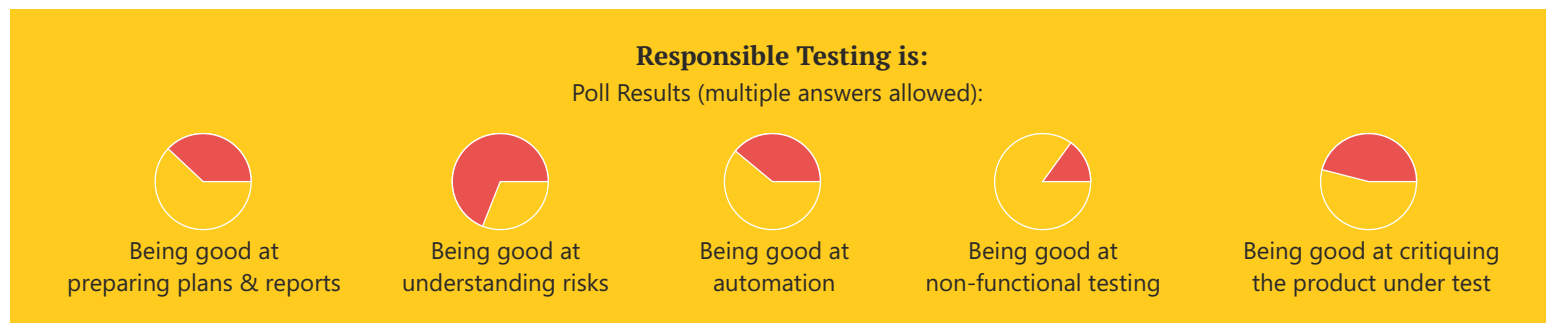 Responsible Testing is:
Poll Results (multiple answers allowed):
Being good at
preparing plans & reports
Being good at
understanding risks
Being good at
automation
Being good at
non-functional testing
Being good at critiquing
the product under test